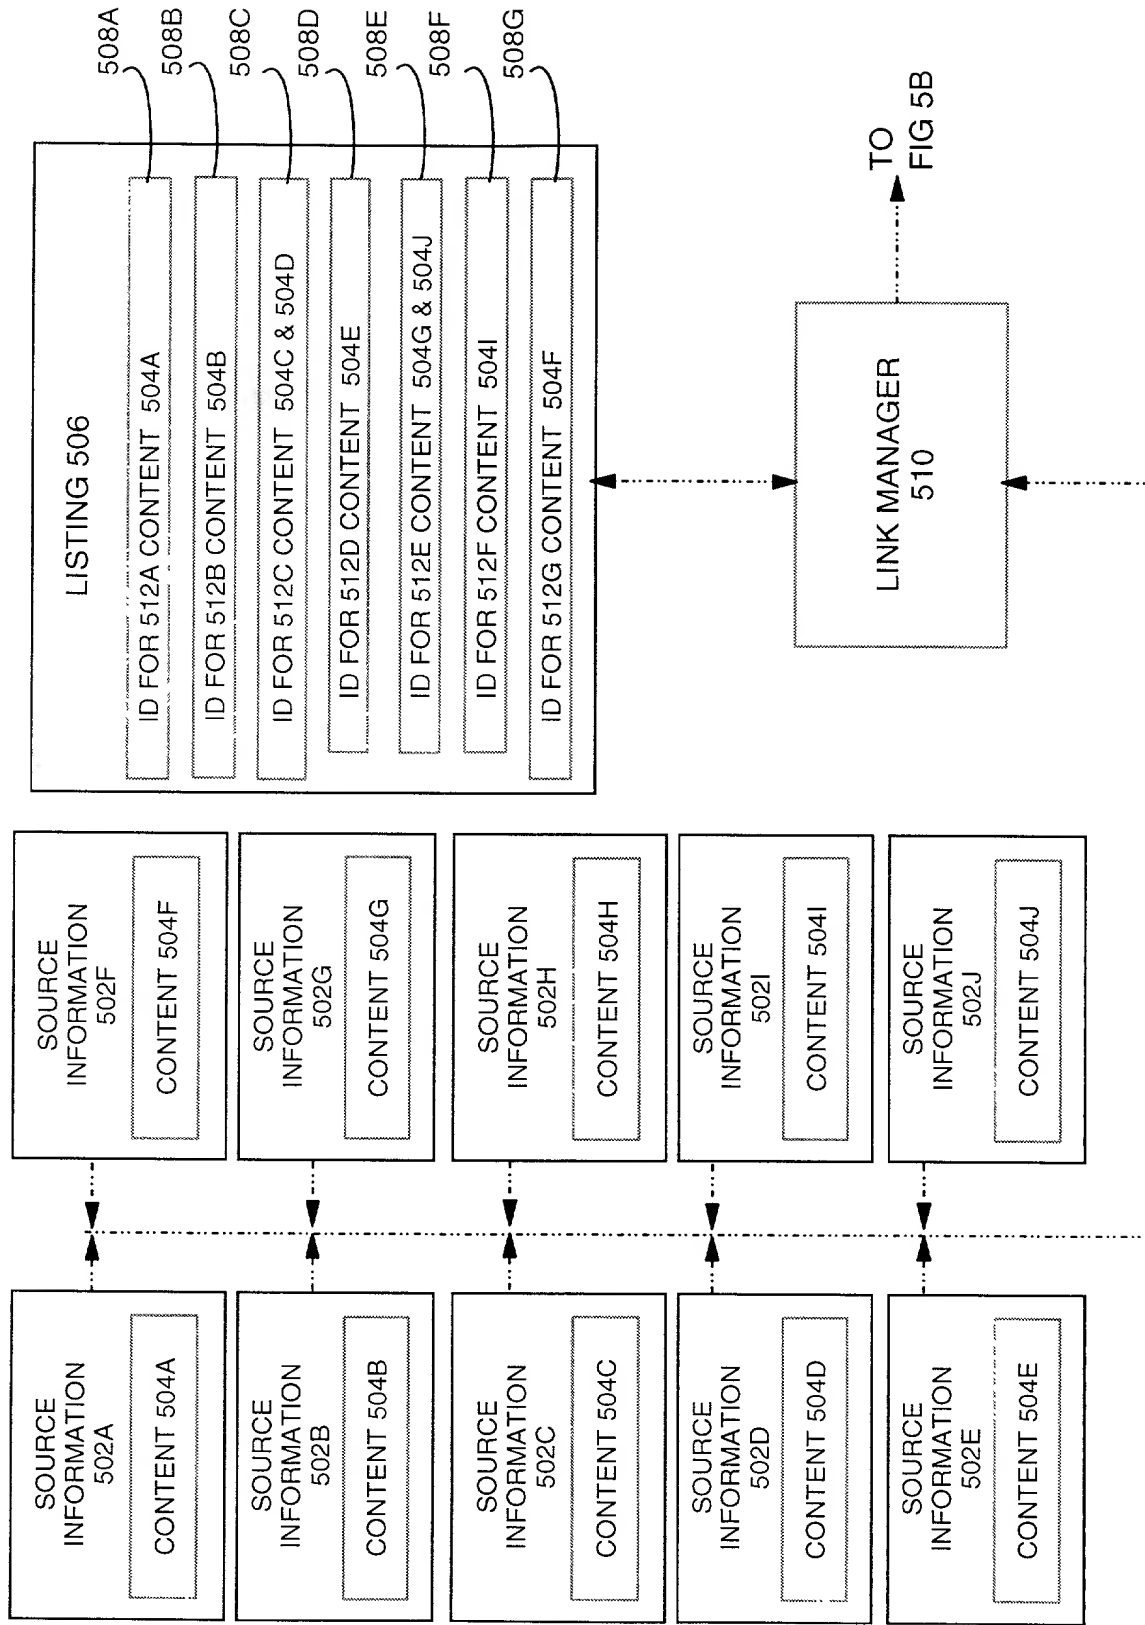 SOURCE
INFORMATION
502A
CONTENT 504A
SOURCE
INFORMATION
502B
CONTENT 504B
SOURCE
INFORMATION
502C
CONTENT 504C
SOURCE
INFORMATION
502D
CONTENT 504D
SOURCE
INFORMATION
502E
CONTENT 504E
SOURCE
INFORMATION
502F
CONTENT 504F
SOURCE
INFORMATION
502G
CONTENT 504G
SOURCE
INFORMATION
502H
CONTENT 504H
SOURCE
INFORMATION
502I
CONTENT 504I
SOURCE
INFORMATION
502J
CONTENT 504J
LISTING 506
ID FOR 512A CONTENT 504A
508A
ID FOR 512B CONTENT 504B
508B
ID FOR 512C CONTENT 504C & 504D
508C
ID FOR 512D CONTENT 504E
508D
ID FOR 512E CONTENT 504G & 504J
508E
ID FOR 512F CONTENT 504I
508F
ID FOR 512G CONTENT 504F
508G
LINK MANAGER
510
TO
FIG 5B